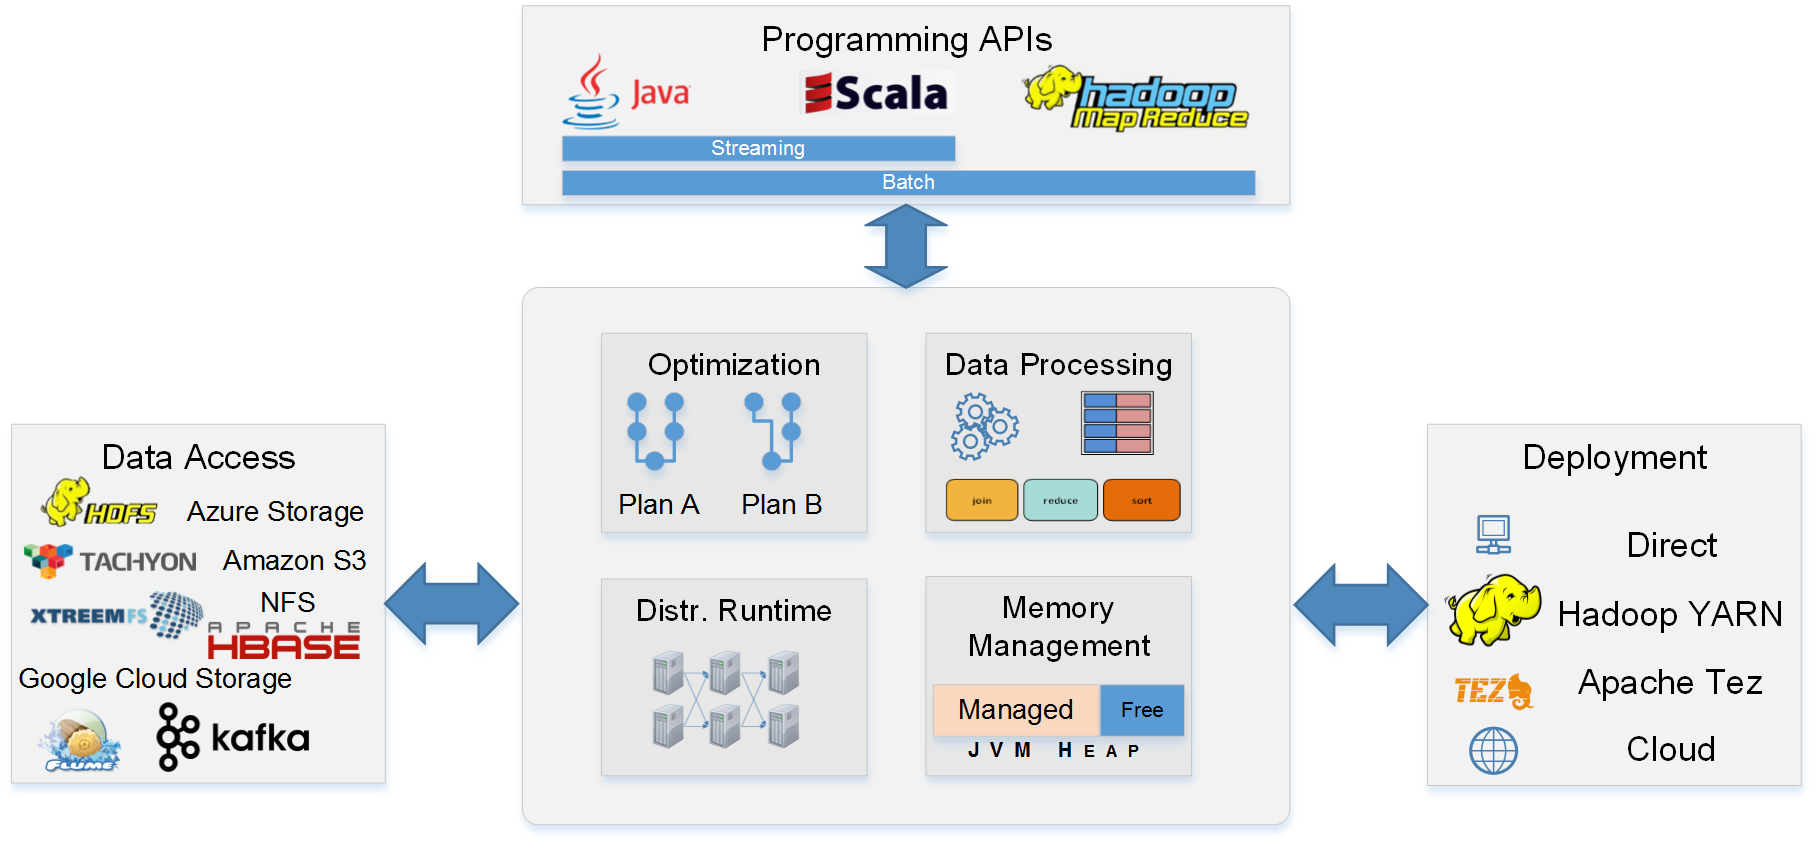 Programming APIs
Java
Scala
hadoop
Map Reduce
Streaming
Batch
Optimization
Plan A
Plan B
Data Processing
join
reduce
sort
Data Access
HDFS
Azure Storage
TACHYON
Amazon S3
XTREEMFS
NFS
APACHE
HBASE
Google Cloud Storage
FLUME
kafka
Distr. Runtime
Memory
Management
Managed
Free
JVM HEAP
Deployment
Direct
Hadoop YARN
TEZ
Apache Tez
Cloud